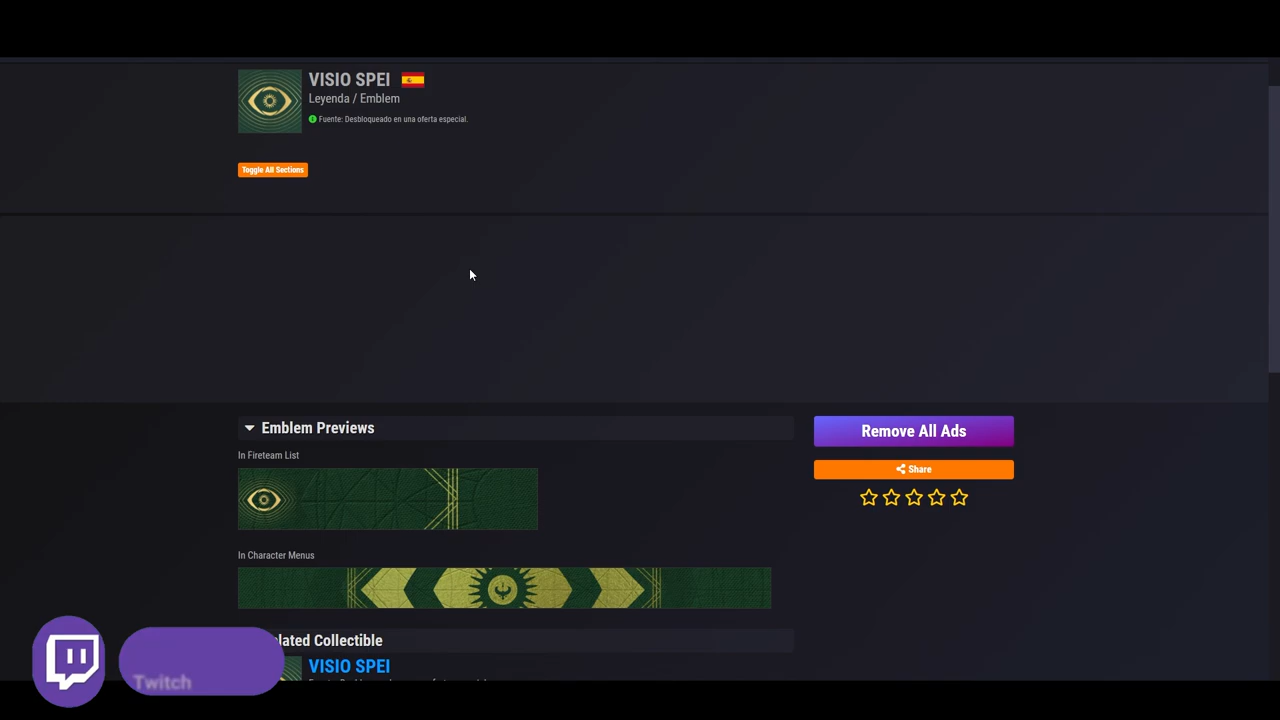 VISIO SPEI
Leyenda / Emblem
Fuente: Desbloqueado en una oferta especial.
Toggle All Sections
Emblem Previews
In Fireteam List
Remove All Ads
Share
In Character Menus
lated Collectible
VISIO SPEI
Twitch